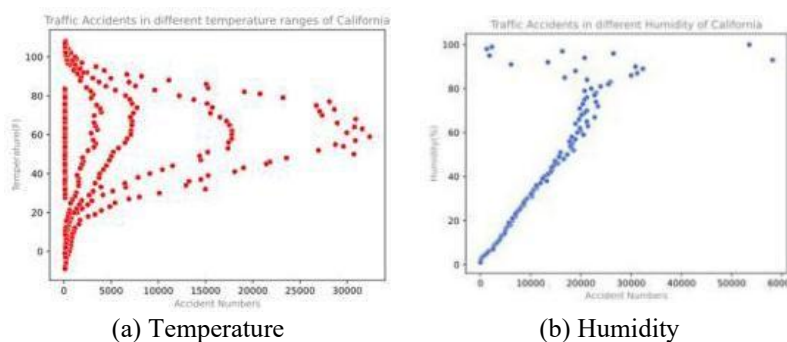 Traffic Accidents in different temperature ranges of California
100
80
60
40
20
0
Temperature(F)
0 5000 10000 15000 20000 25000 30000
Accident Numbers
(a) Temperature
Traffic Accidents in different Humidity of California
100
80
60
40
20
0
Humidity(%)
0 10000 20000 30000 40000 50000 6000
Accident Numbers
(b) Humidity